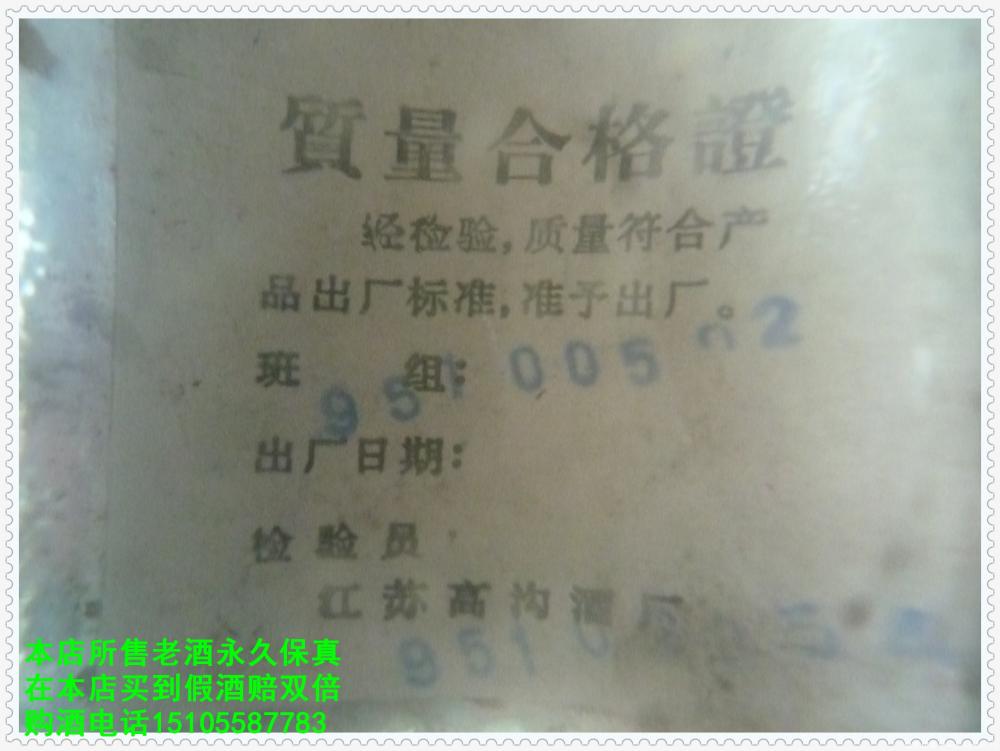 質量合格證
经检验,质量符合产
品出厂标准,准予出厂。
班 组:
出厂日期:
检验员
江苏高沟酒厂
本店所售老酒永久保真
在本店买到假酒赔双倍
购酒电话15105587783